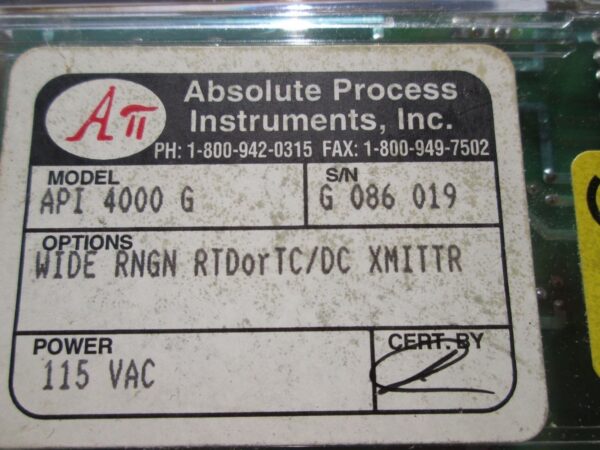 Aπ
Absolute Process
Instruments, Inc.
PH: 1-800-942-0315 FAX: 1-800-949-7502
MODEL
API 4000 G
S/N
G 086 019
OPTIONS
WIDE RNGN RTDorTC/DC XMITTR
POWER
115 VAC
CERT. BY